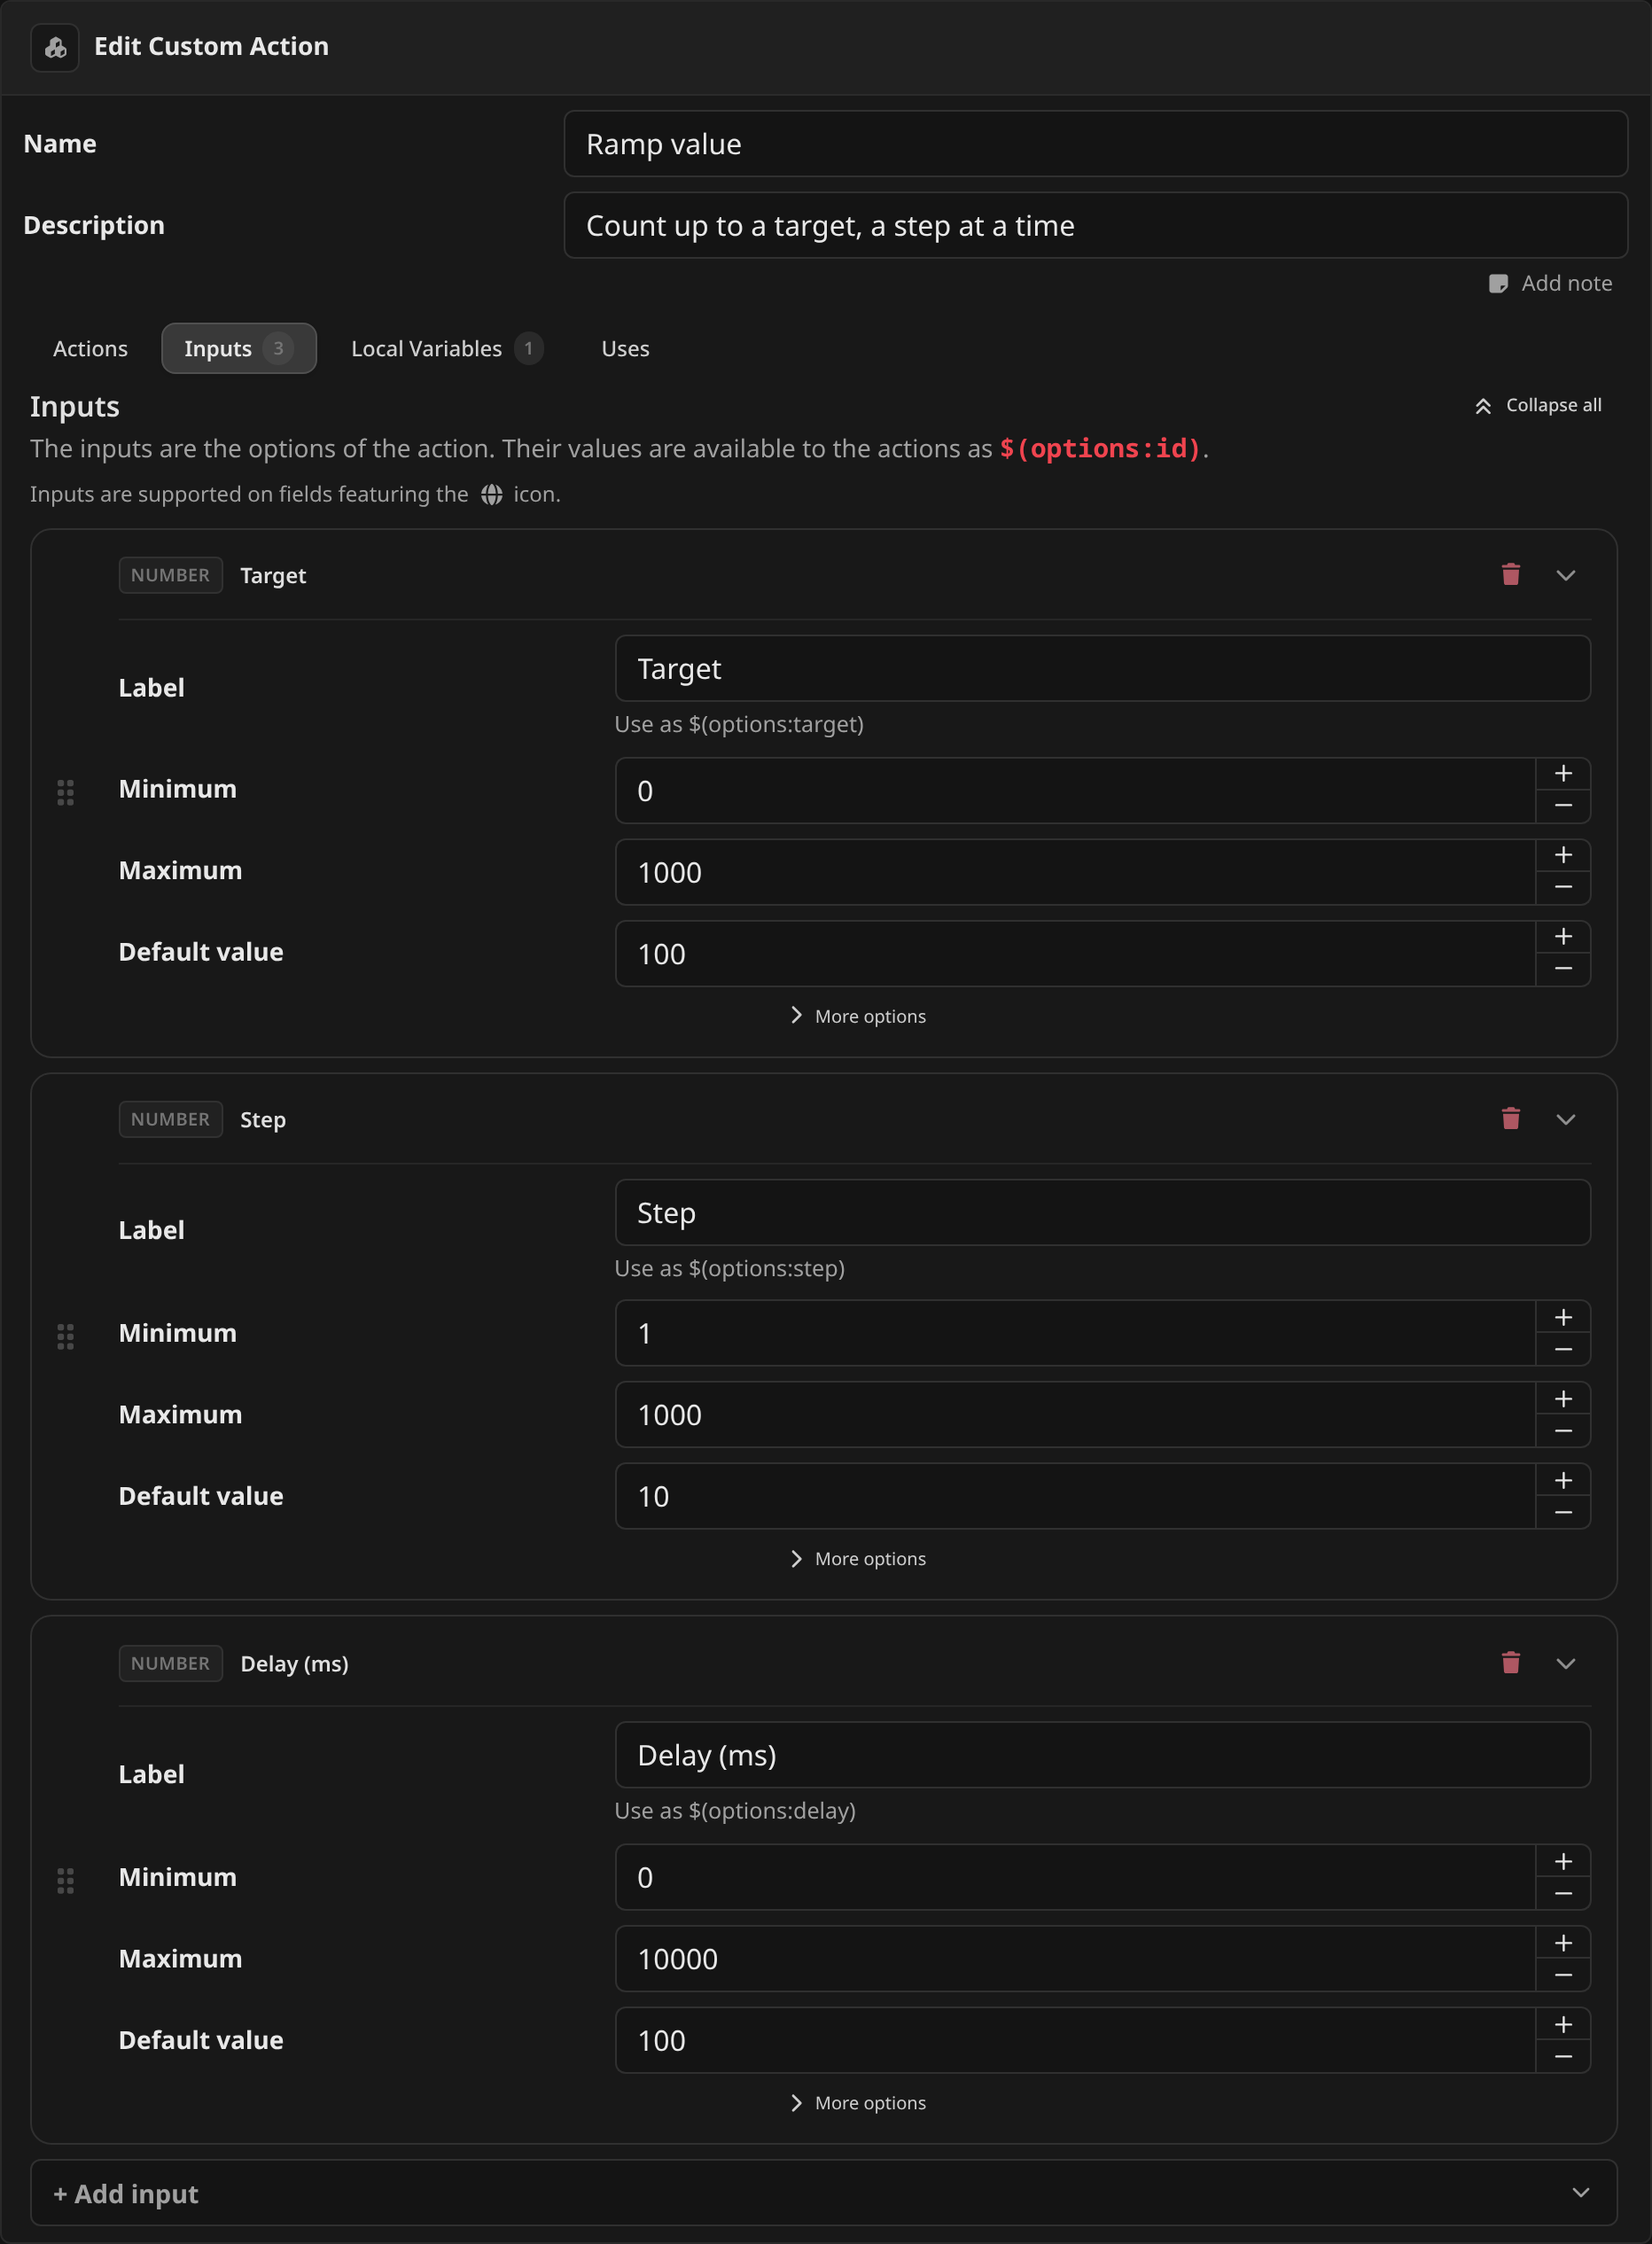 Edit Custom Action
Name
Ramp value
Description
Count up to a target, a step at a time
Add note
Actions
Inputs 3
Local Variables 1
Uses
Inputs
Collapse all
The inputs are the options of the action. Their values are available to the actions as $(options:id).
Inputs are supported on fields featuring the icon.
NUMBER Target
Label
Target
Use as $(options:target)
Minimum
0
Maximum
1000
Default value
100
More options
NUMBER Step
Label
Step
Use as $(options:step)
Minimum
1
Maximum
1000
Default value
10
More options
NUMBER Delay (ms)
Label
Delay (ms)
Use as $(options:delay)
Minimum
0
Maximum
10000
Default value
100
More options
+ Add input